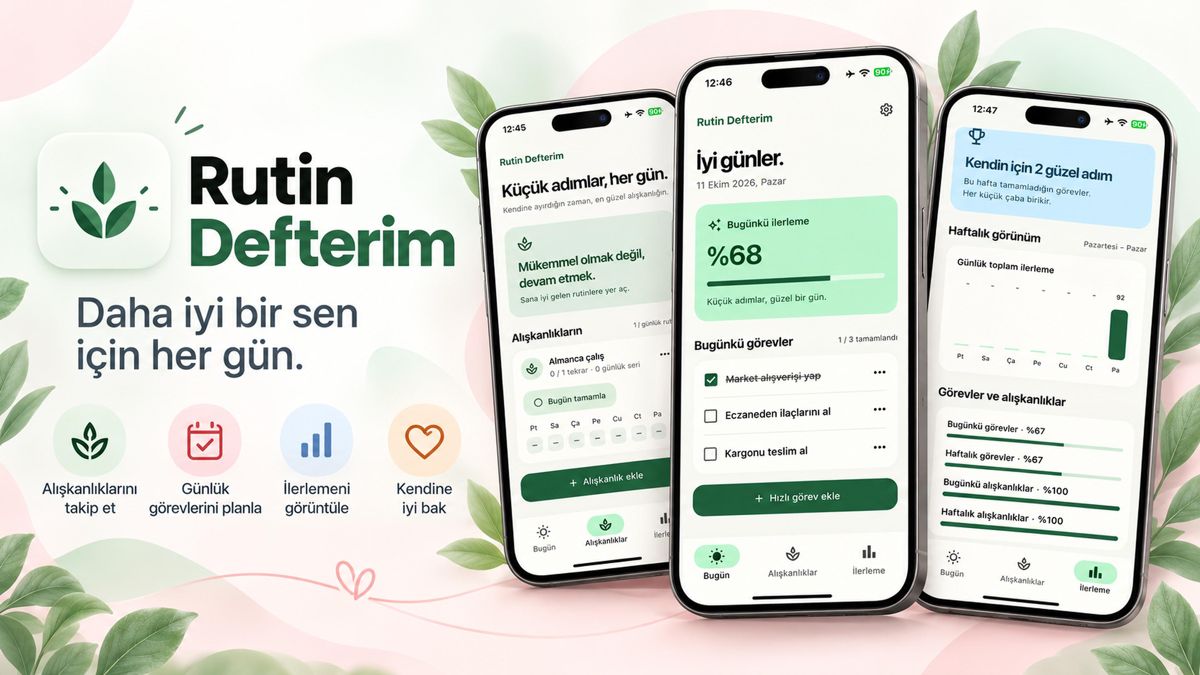 Rutin
Defterim
Daha iyi bir sen
için her gün.
Alışkanlıklarını
takip et
Günlük
görevlerini planla
İlerlemeni
görüntüle
Kendine
iyi bak
12:45
90
Rutin Defterim
Küçük adımlar, her gün.
Kendine ayırdığın zaman, en güzel alışkanlığın.
Mükemmel olmak değil,
devam etmek.
Sana iyi gelen rutinlere yer aç.
Alışkanlıkların
1 / günlük rut
Almanca çalış
0 / 1 tekrar · 0 günlük seri
Bugün tamamla
Pt Sa Ça Pe Cu Ct Pa
– – – – – – –
+ Alışkanlık ekle
Bugün
Alışkanlıklar
İlerle
12:46
90
Rutin Defterim
İyi günler.
11 Ekim 2026, Pazar
Bugünkü ilerleme
%68
Küçük adımlar, güzel bir gün.
Bugünkü görevler
1 / 3 tamamlandı
Market alışverişi yap
Eczaneden ilaçlarını al
Kargonu teslim al
+ Hızlı görev ekle
Bugün
Alışkanlıklar
İlerleme
12:47
90
Kendin için 2 güzel adım
Bu hafta tamamladığın görevler.
Her küçük çaba birikir.
Haftalık görünüm
Pazartesi – Pazar
Günlük toplam ilerleme
– – – – – – 92
Pt Sa Ça Pe Cu Ct Pa
Görevler ve alışkanlıklar
Bugünkü görevler · %67
Haftalık görevler · %67
Bugünkü alışkanlıklar · %100
Haftalık alışkanlıklar · %100
Bugün
Alışkanlıklar
İlerleme